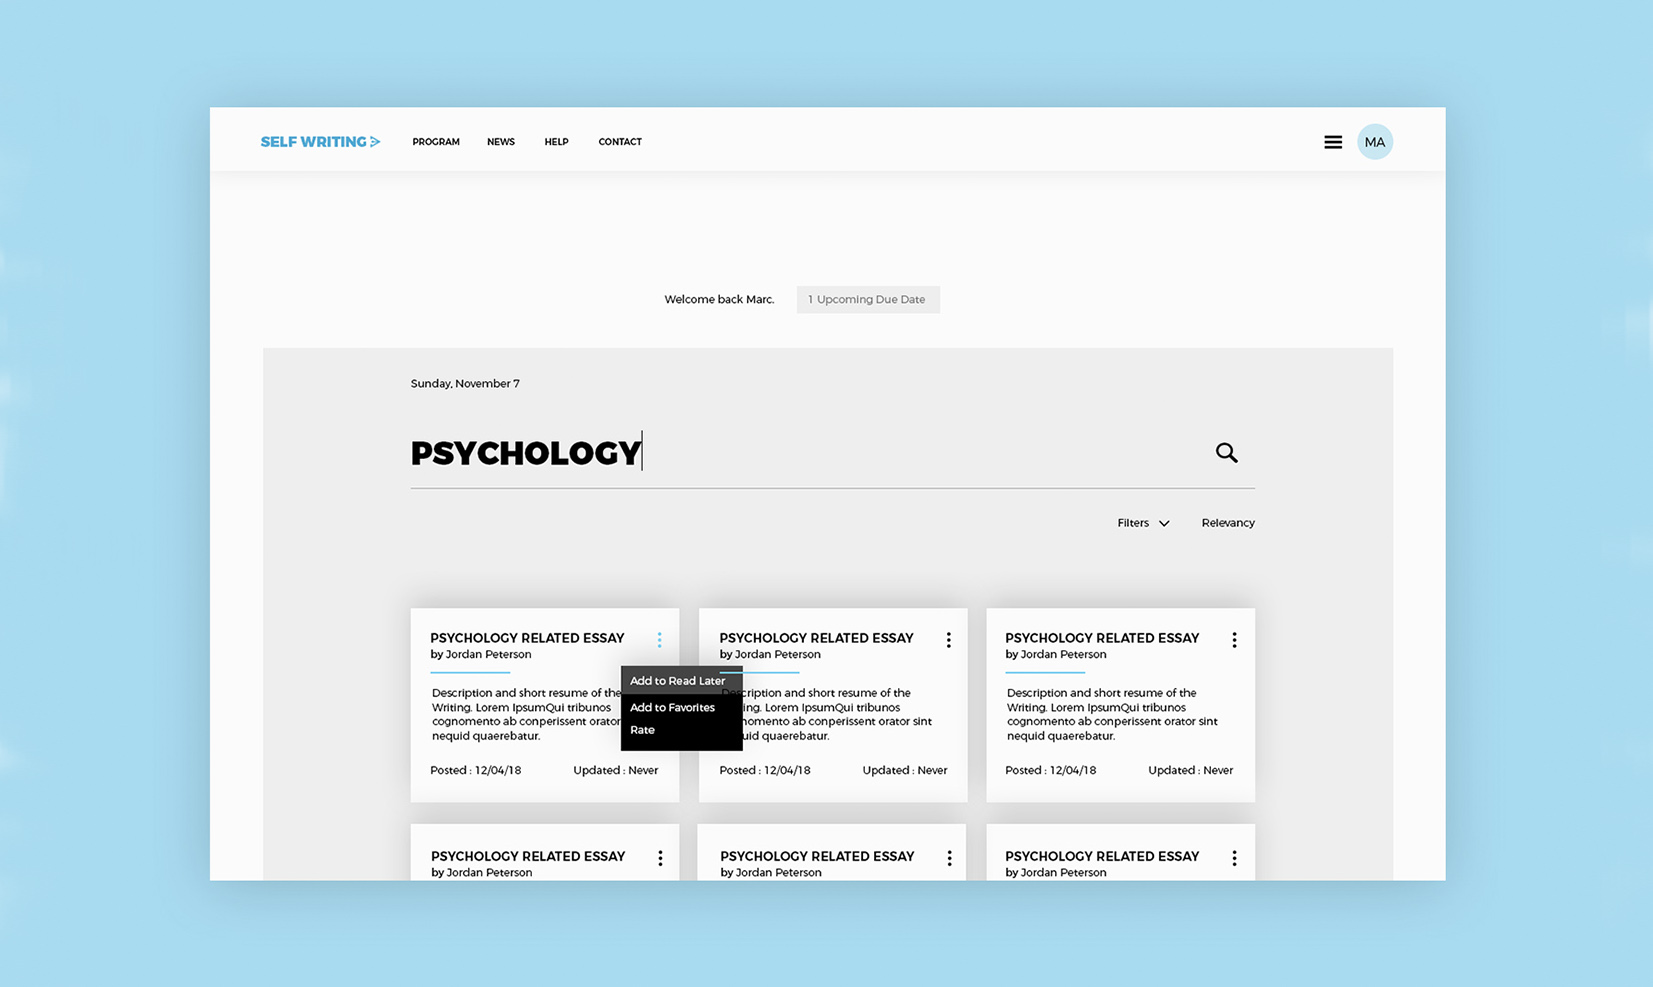 SELF WRITING
PROGRAM
NEWS
HELP
CONTACT
MA
Welcome back Marc.
1 Upcoming Due Date
Sunday, November 7
PSYCHOLOGY
Filters
Relevancy
PSYCHOLOGY RELATED ESSAY
by Jordan Peterson
Description and short resume of the
Writing. Lorem IpsumQui tribunos
cognomento ab conperissent orator
nequid quaerebatur.
Posted : 12/04/18
Updated : Never
Add to Read Later
Add to Favorites
Rate
PSYCHOLOGY RELATED ESSAY
by Jordan Peterson
Description and short resume of the
ing. Lorem IpsumQui tribunos
nomento ab conperissent orator sint
uid quaerebatur.
Posted : 12/04/18
Updated : Never
PSYCHOLOGY RELATED ESSAY
by Jordan Peterson
Description and short resume of the
Writing. Lorem IpsumQui tribunos
cognomento ab conperissent orator sint
nequid quaerebatur.
Posted : 12/04/18
Updated : Never
PSYCHOLOGY RELATED ESSAY
by Jordan Peterson
PSYCHOLOGY RELATED ESSAY
by Jordan Peterson
PSYCHOLOGY RELATED ESSAY
by Jordan Peterson